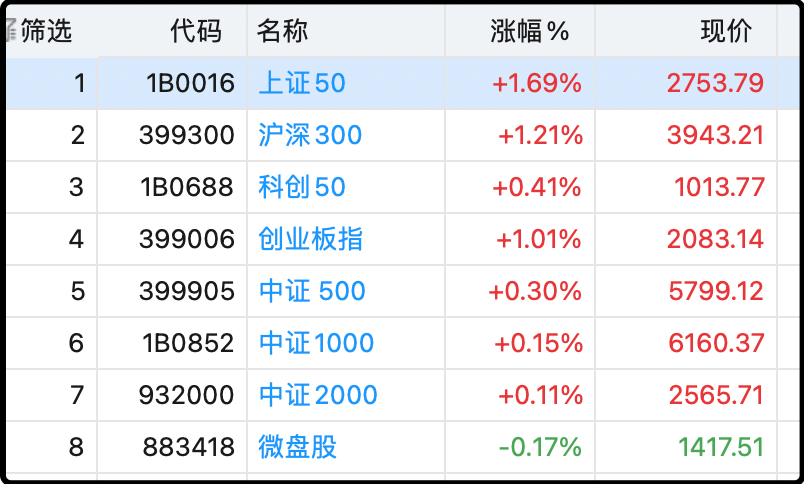 筛选 代码 名称 涨幅% 现价
1 1B0016 上证50 +1.69% 2753.79
2 399300 沪深300 +1.21% 3943.21
3 1B0688 科创50 +0.41% 1013.77
4 399006 创业板指 +1.01% 2083.14
5 399905 中证 500 +0.30% 5799.12
6 1B0852 中证1000 +0.15% 6160.37
7 932000 中证2000 +0.11% 2565.71
8 883418 微盘股 -0.17% 1417.51